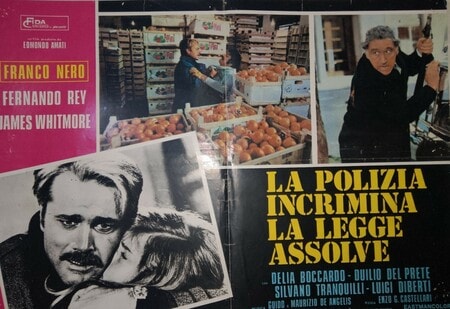 FIDA
EDMONDO AMATI
FRANCO NERO
FERNANDO REY
JAMES WHITMORE
LA POLIZIA
INCRIMINA
LA LEGGE
ASSOLVE
DELIA BOCCARDO · DUILIO DEL PRETE
SILVANO TRANQUILLI · LUIGI DIBERTI
GUIDO e MAURIZIO DE ANGELIS ENZO G. CASTELLARI
EASTMANCOLOR